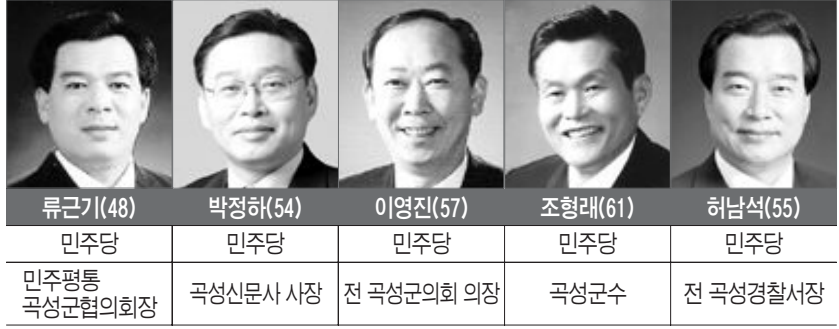 류근기(48) 박정하(54) 이영진(57) 조형래(61) 허남석(55)
민주당 민주당 민주당 민주당 민주당
민주평통
곡성군협의회장 곡성신문사 사장 전 곡성군의회 의장 곡성군수 전 곡성경찰서장